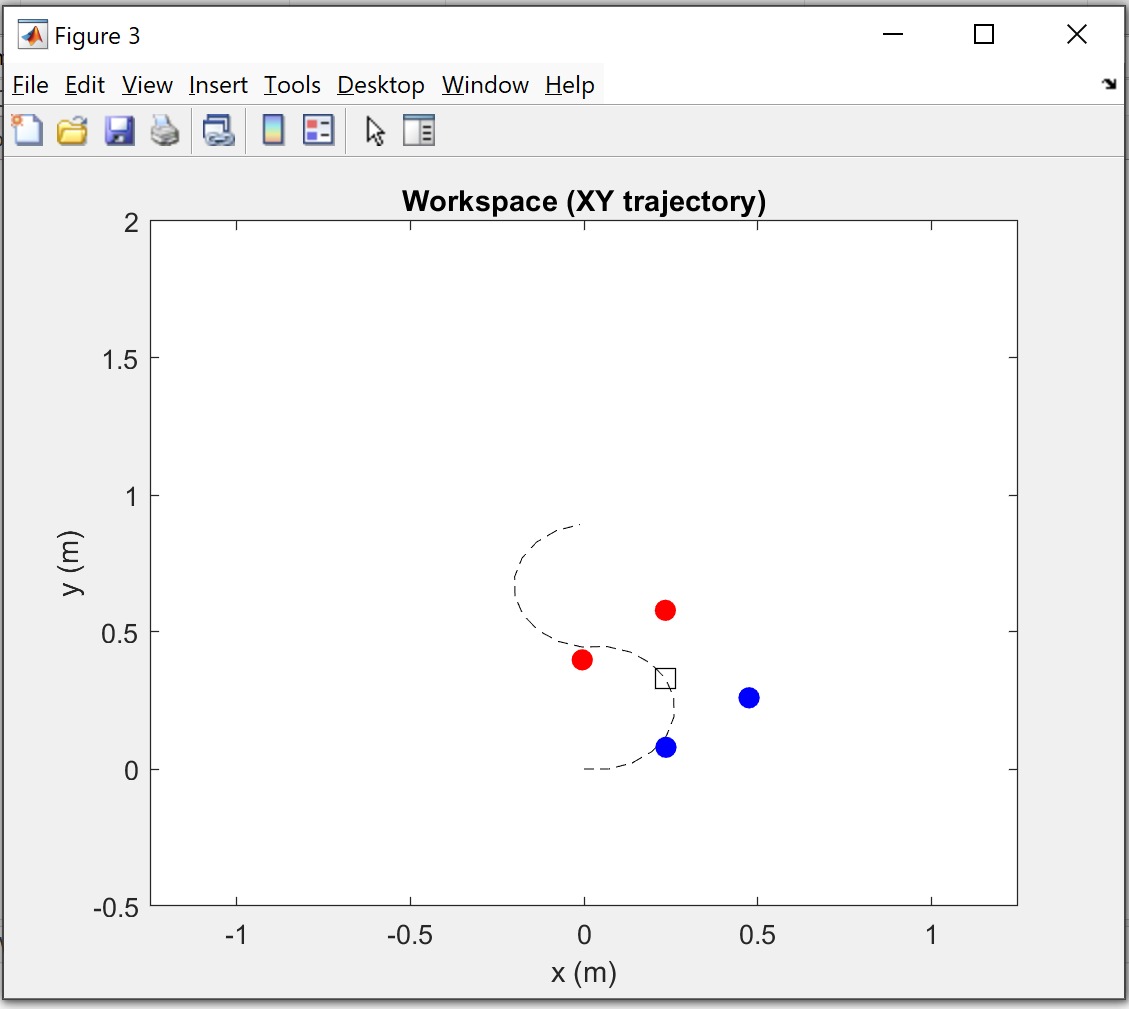 Figure 3
File Edit View Insert Tools Desktop Window Help
Workspace (XY trajectory)
2
1.5
1
0.5
0
-0.5
y (m)
-1 -0.5 0 0.5 1
x (m)